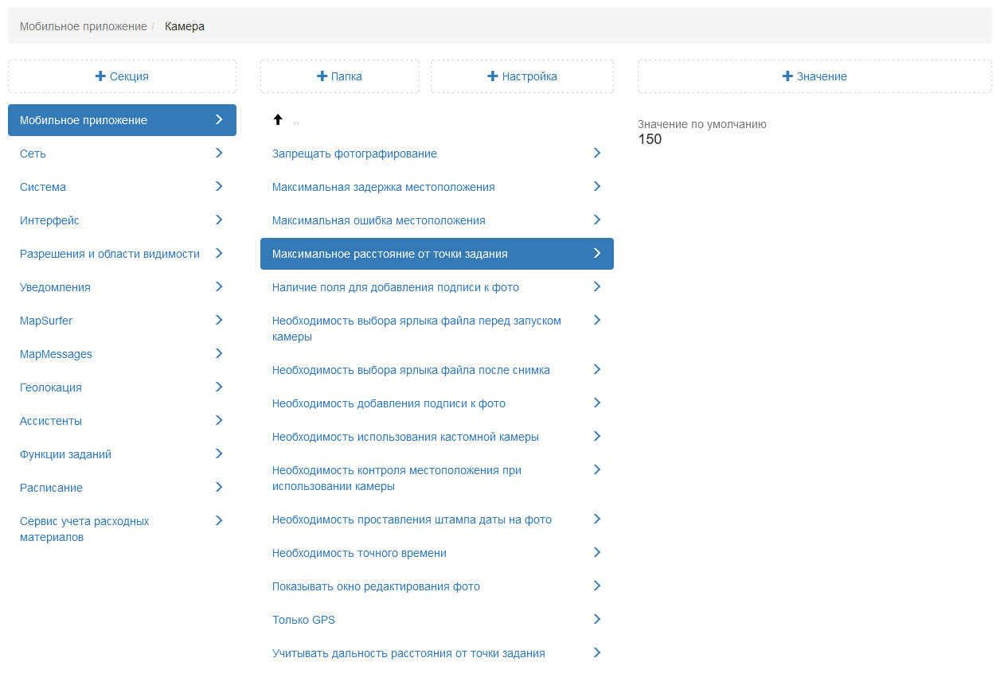 Мобильное приложение / Камера
Секция
Папка
Настройка
Значение
Мобильное приложение
Сеть
Система
Интерфейс
Разрешения и области видимости
Уведомления
MapSurfer
MapMessages
Геолокация
Ассистенты
Функции заданий
Расписание
Сервис учета расходных
материалов
..
Запрещать фотографирование
Максимальная задержка местоположения
Максимальная ошибка местоположения
Максимальное расстояние от точки задания
Наличие поля для добавления подписи к фото
Необходимость выбора ярлыка файла перед запуском
камеры
Необходимость выбора ярлыка файла после снимка
Необходимость добавления подписи к фото
Необходимость использования кастомной камеры
Необходимость контроля местоположения при
использовании камеры
Необходимость проставления штампа даты на фото
Необходимость точного времени
Показывать окно редактирования фото
Только GPS
Учитывать дальность расстояния от точки задания
Значение по умолчанию
150